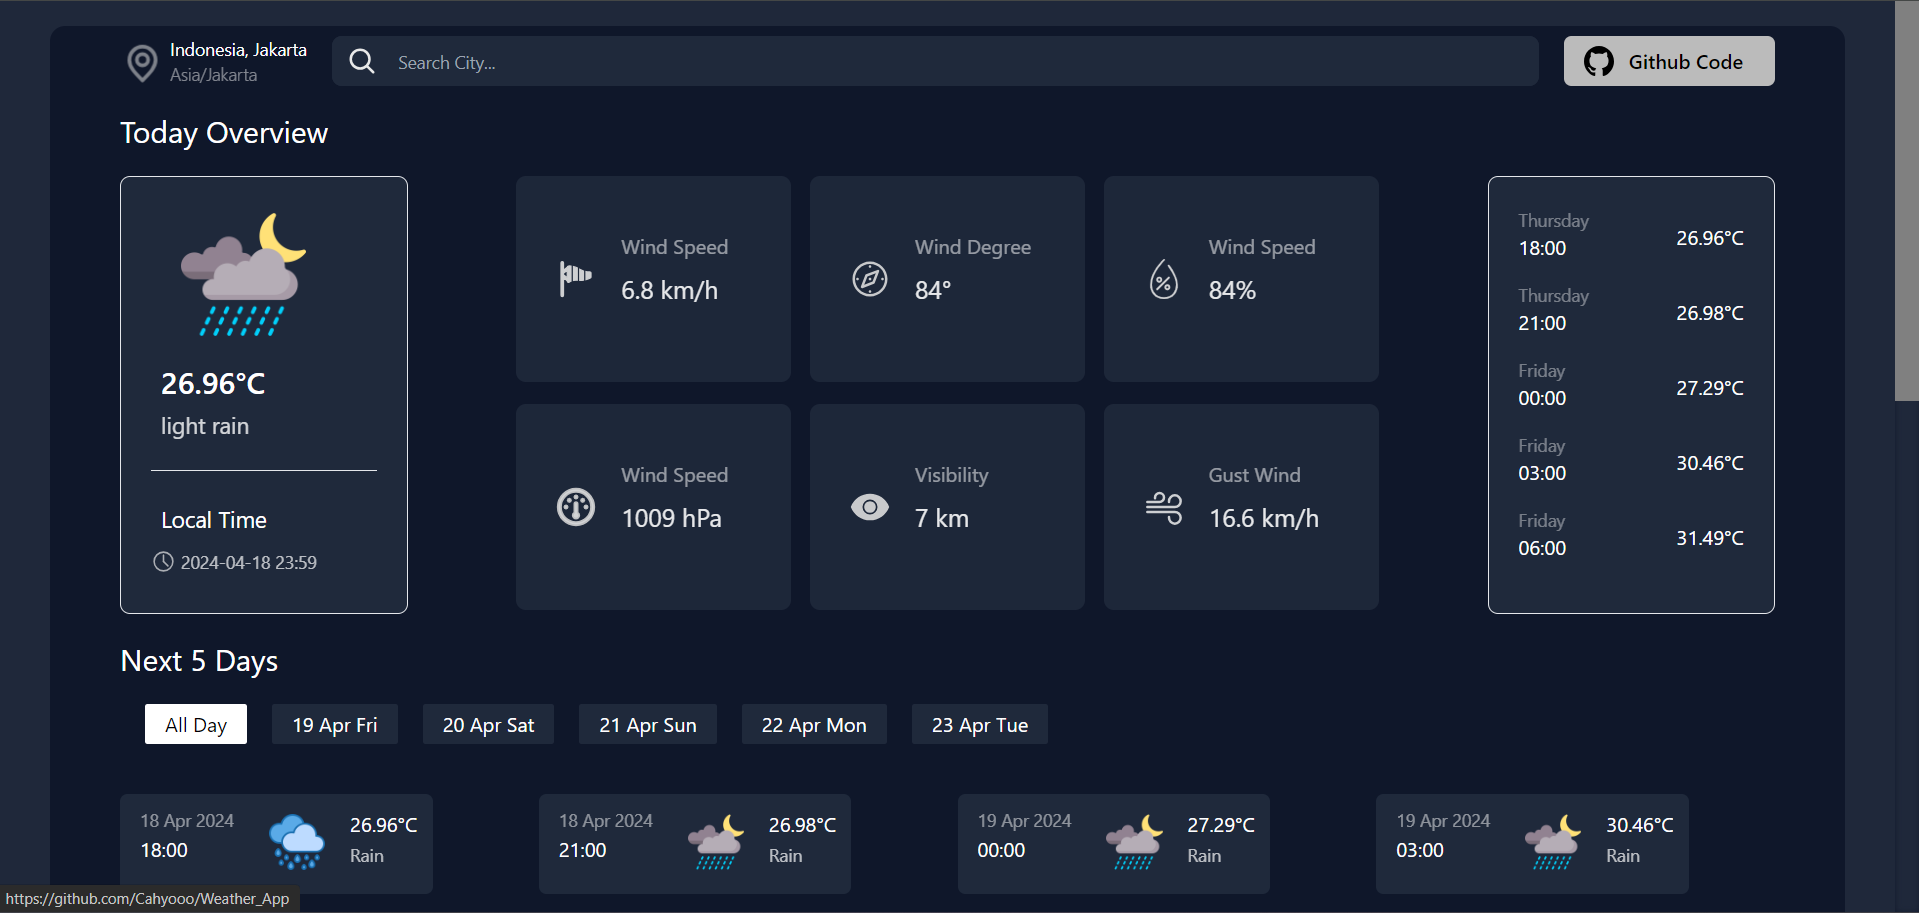 Indonesia, Jakarta
Asia/Jakarta
Search City...
Github Code
Today Overview
26.96°C
light rain
Local Time
2024-04-18 23:59
Wind Speed
6.8 km/h
Wind Degree
84°
Wind Speed
84%
Wind Speed
1009 hPa
Visibility
7 km
Gust Wind
16.6 km/h
Thursday
18:00
26.96°C
Thursday
21:00
26.98°C
Friday
00:00
27.29°C
Friday
03:00
30.46°C
Friday
06:00
31.49°C
Next 5 Days
All Day
19 Apr Fri
20 Apr Sat
21 Apr Sun
22 Apr Mon
23 Apr Tue
18 Apr 2024
18:00
26.96°C
Rain
18 Apr 2024
21:00
26.98°C
Rain
19 Apr 2024
00:00
27.29°C
Rain
19 Apr 2024
03:00
30.46°C
Rain
https://github.com/Cahyooo/Weather_App